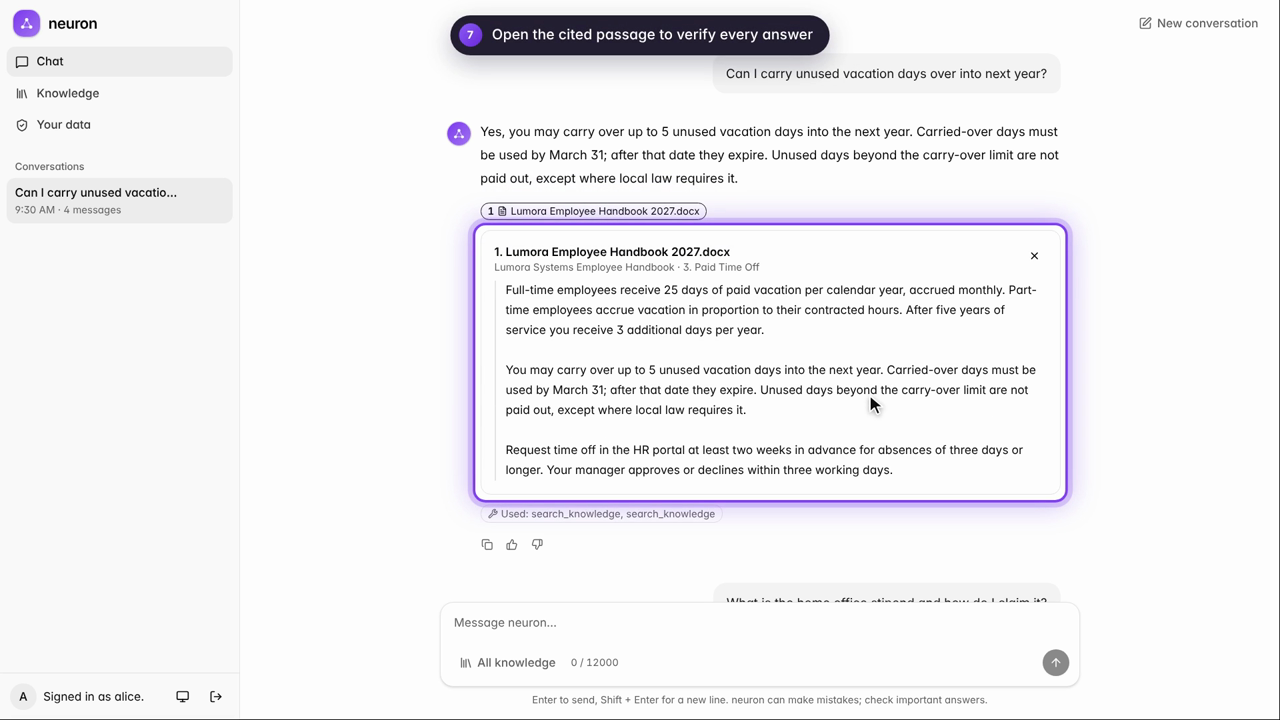 neuron
Chat
Knowledge
Your data
Conversations
Can I carry unused vacatio...
9:30 AM · 4 messages
A Signed in as alice.
7 Open the cited passage to verify every answer
New conversation
Can I carry unused vacation days over into next year?
Yes, you may carry over up to 5 unused vacation days into the next year. Carried-over days must
be used by March 31; after that date they expire. Unused days beyond the carry-over limit are not
paid out, except where local law requires it.
1 Lumora Employee Handbook 2027.docx
1. Lumora Employee Handbook 2027.docx
Lumora Systems Employee Handbook · 3. Paid Time Off
Full-time employees receive 25 days of paid vacation per calendar year, accrued monthly. Part-
time employees accrue vacation in proportion to their contracted hours. After five years of
service you receive 3 additional days per year.
You may carry over up to 5 unused vacation days into the next year. Carried-over days must be
used by March 31; after that date they expire. Unused days beyond the carry-over limit are not
paid out, except where local law requires it.
Request time off in the HR portal at least two weeks in advance for absences of three days or
longer. Your manager approves or declines within three working days.
Used: search_knowledge, search_knowledge
What is the home office stipend and how do I claim it?
Message neuron...
All knowledge 0 / 12000
Enter to send, Shift + Enter for a new line. neuron can make mistakes; check important answers.